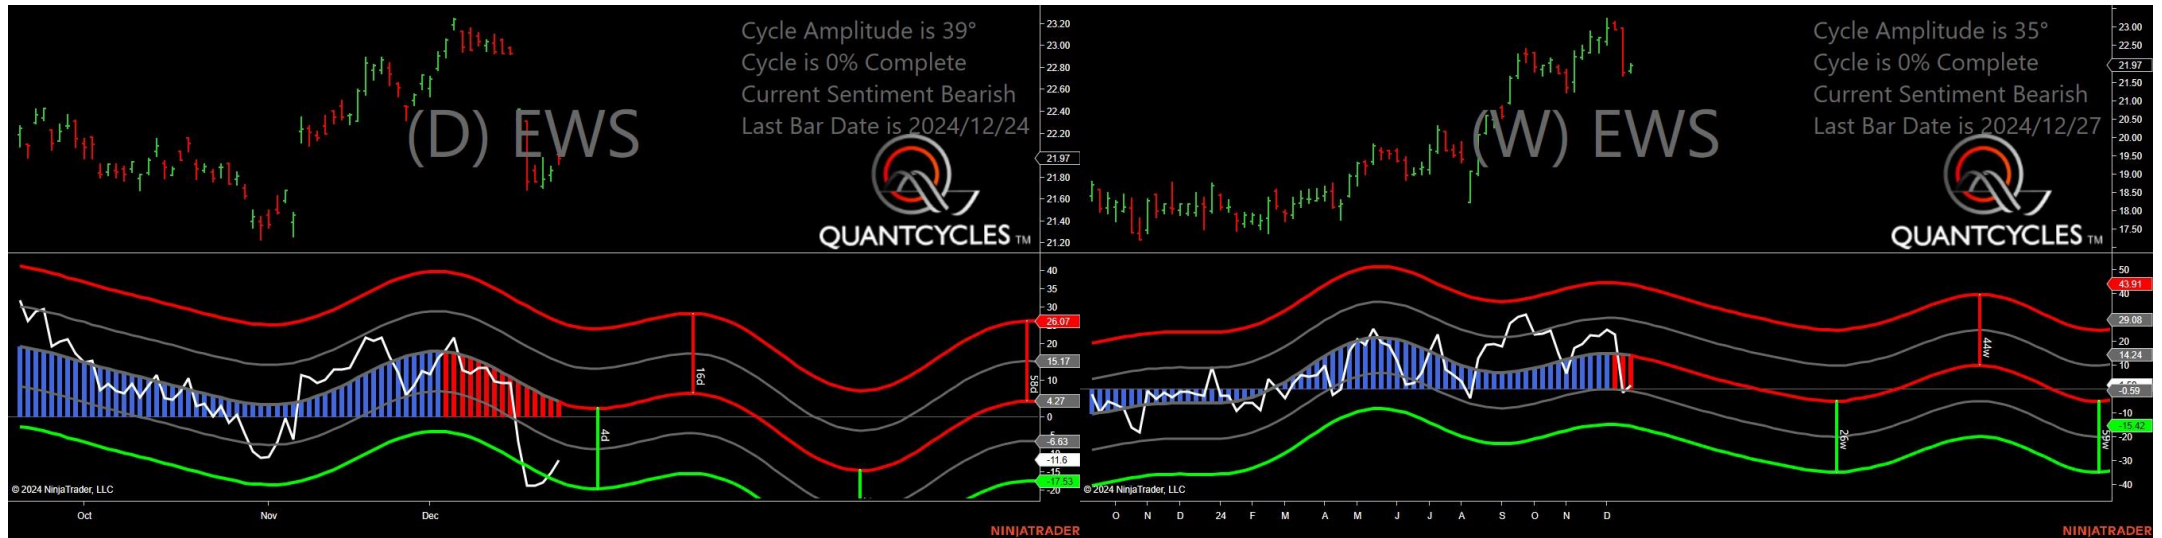 Cycle Amplitude is 39°
Cycle is 0% Complete
Current Sentiment Bearish
Last Bar Date is 2024/12/24
(D) EWS
QUANTCYCLES TM
23.20
23.00
22.80
22.60
22.40
22.20
21.97
21.80
21.60
21.40
21.20
40
35
30
26.07
20
15.17
10
4.27
0
-6.63
-11.6
-15
-17.53
-20
16d
58d
4d
© 2024 NinjaTrader, LLC
Oct Nov Dec
NINJATRADER
Cycle Amplitude is 35°
Cycle is 0% Complete
Current Sentiment Bearish
Last Bar Date is 2024/12/27
(W) EWS
QUANTCYCLES TM
23.00
22.50
21.97
21.50
21.00
20.50
20.00
19.50
19.00
18.50
18.00
17.50
50
43.91
40
29.08
20
14.24
10
-0.59
-10
-15.42
-20
-30
-40
44w
26w
59w
© 2024 NinjaTrader, LLC
O N D 24 F M A M J J A S O N D
NINJATRADER